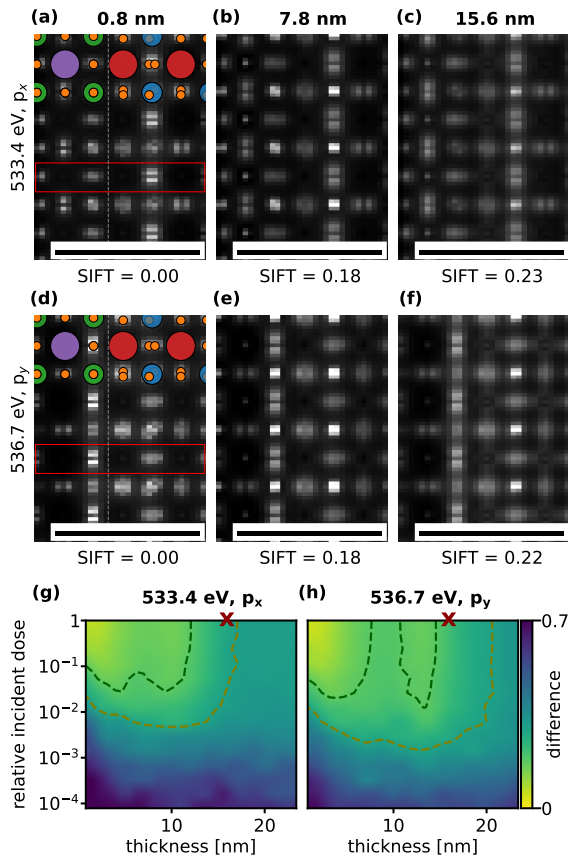 (a) 0.8 nm (b) 7.8 nm (c) 15.6 nm
533.4 eV, pₓ
SIFT = 0.00 SIFT = 0.18 SIFT = 0.23
(d) (e) (f)
536.7 eV, p_y
SIFT = 0.00 SIFT = 0.18 SIFT = 0.22
(g) 533.4 eV, pₓ (h) 536.7 eV, p_y
relative incident dose
1
10⁻¹
10⁻²
10⁻³
10⁻⁴
X X
10 20 10 20
thickness [nm] thickness [nm]
0.7
difference
0